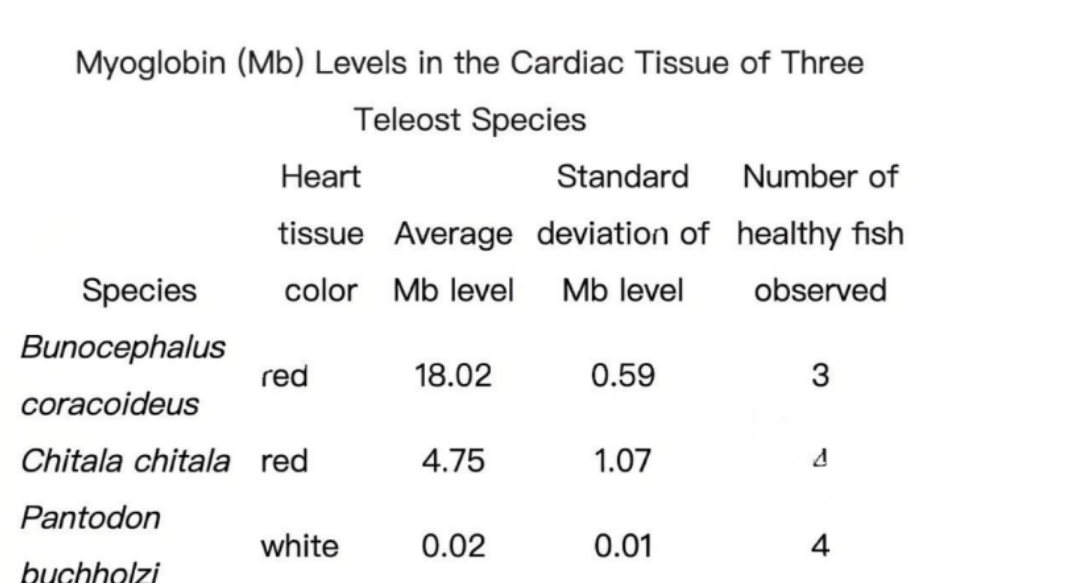 Myoglobin (Mb) Levels in the Cardiac Tissue of Three
Teleost Species
Heart Standard Number of
tissue Average deviation of healthy fish
Species color Mb level Mb level observed
Bunocephalus
red 18.02 0.59 3
coracoideus
Chitala chitala red 4.75 1.07
Pantodon
white 0.02 0.01 4
buchholzi